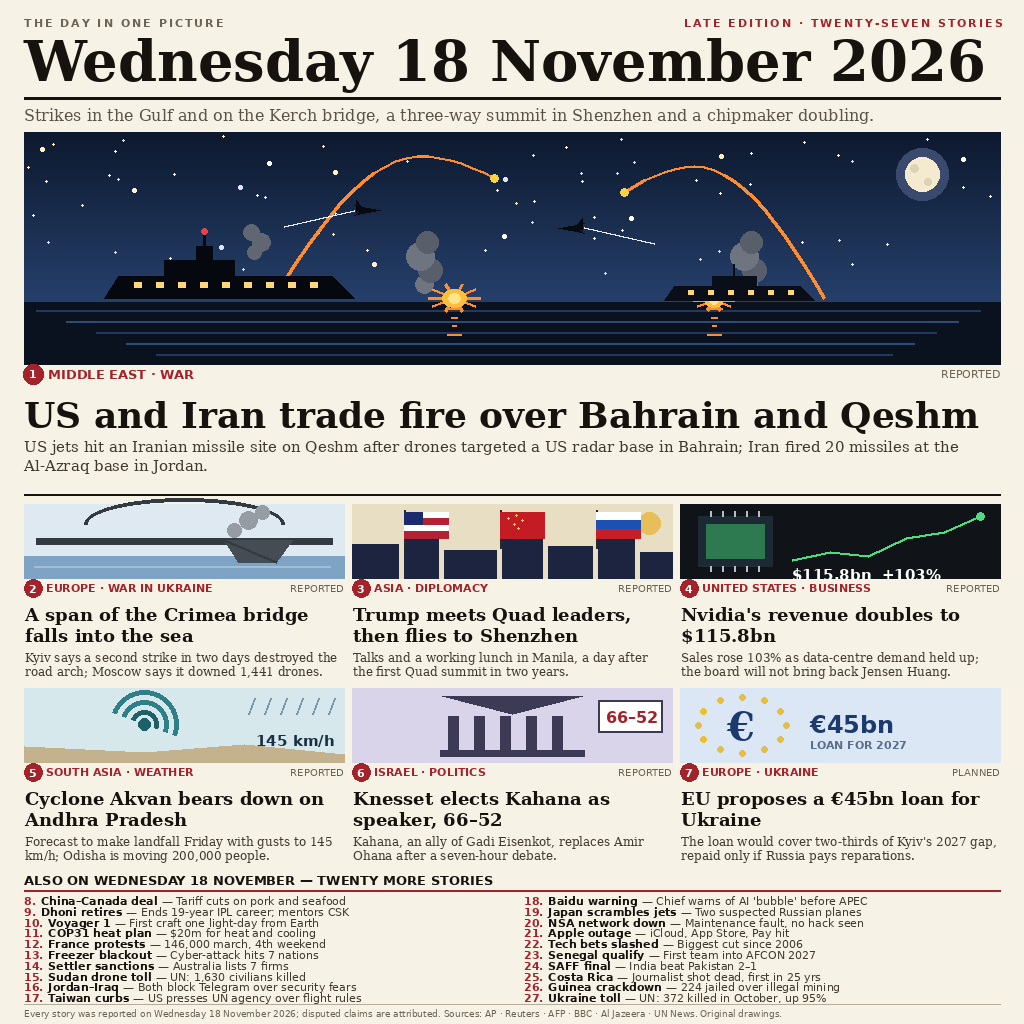 THE DAY IN ONE PICTURE
LATE EDITION · TWENTY-SEVEN STORIES
Wednesday 18 November 2026
Strikes in the Gulf and on the Kerch bridge, a three-way summit in Shenzhen and a chipmaker doubling.
1 MIDDLE EAST · WAR
REPORTED
US and Iran trade fire over Bahrain and Qeshm
US jets hit an Iranian missile site on Qeshm after drones targeted a US radar base in Bahrain; Iran fired 20 missiles at the
Al-Azraq base in Jordan.
2 EUROPE · WAR IN UKRAINE
REPORTED
A span of the Crimea bridge
falls into the sea
Kyiv says a second strike in two days destroyed the
road arch; Moscow says it downed 1,441 drones.
3 ASIA · DIPLOMACY
REPORTED
Trump meets Quad leaders,
then flies to Shenzhen
Talks and a working lunch in Manila, a day after
the first Quad summit in two years.
$115.8bn +103%
4 UNITED STATES · BUSINESS
REPORTED
Nvidia's revenue doubles to
$115.8bn
Sales rose 103% as data-centre demand held up;
the board will not bring back Jensen Huang.
145 km/h
5 SOUTH ASIA · WEATHER
REPORTED
Cyclone Akvan bears down on
Andhra Pradesh
Forecast to make landfall Friday with gusts to 145
km/h; Odisha is moving 200,000 people.
66–52
6 ISRAEL · POLITICS
REPORTED
Knesset elects Kahana as
speaker, 66–52
Kahana, an ally of Gadi Eisenkot, replaces Amir
Ohana after a seven-hour debate.
€
€45bn
LOAN FOR 2027
7 EUROPE · UKRAINE
PLANNED
EU proposes a €45bn loan for
Ukraine
The loan would cover two-thirds of Kyiv's 2027 gap,
repaid only if Russia pays reparations.
ALSO ON WEDNESDAY 18 NOVEMBER — TWENTY MORE STORIES
8. China–Canada deal — Tariff cuts on pork and seafood
9. Dhoni retires — Ends 19-year IPL career; mentors CSK
10. Voyager 1 — First craft one light-day from Earth
11. COP31 heat plan — $20m for heat and cooling
12. France protests — 146,000 march, 4th weekend
13. Freezer blackout — Cyber-attack hits 7 nations
14. Settler sanctions — Australia lists 7 firms
15. Sudan drone toll — UN: 1,630 civilians killed
16. Jordan–Iraq — Both block Telegram over security fears
17. Taiwan curbs — US presses UN agency over flight rules
18. Baidu warning — Chief warns of AI 'bubble' before APEC
19. Japan scrambles jets — Two suspected Russian planes
20. NSA network down — Maintenance fault, no hack seen
21. Apple outage — iCloud, App Store, Pay hit
22. Tech bets slashed — Biggest cut since 2006
23. Senegal qualify — First team into AFCON 2027
24. SAFF final — India beat Pakistan 2–1
25. Costa Rica — Journalist shot dead, first in 25 yrs
26. Guinea crackdown — 224 jailed over illegal mining
27. Ukraine toll — UN: 372 killed in October, up 95%
Every story was reported on Wednesday 18 November 2026; disputed claims are attributed. Sources: AP · Reuters · AFP · BBC · Al Jazeera · UN News. Original drawings.